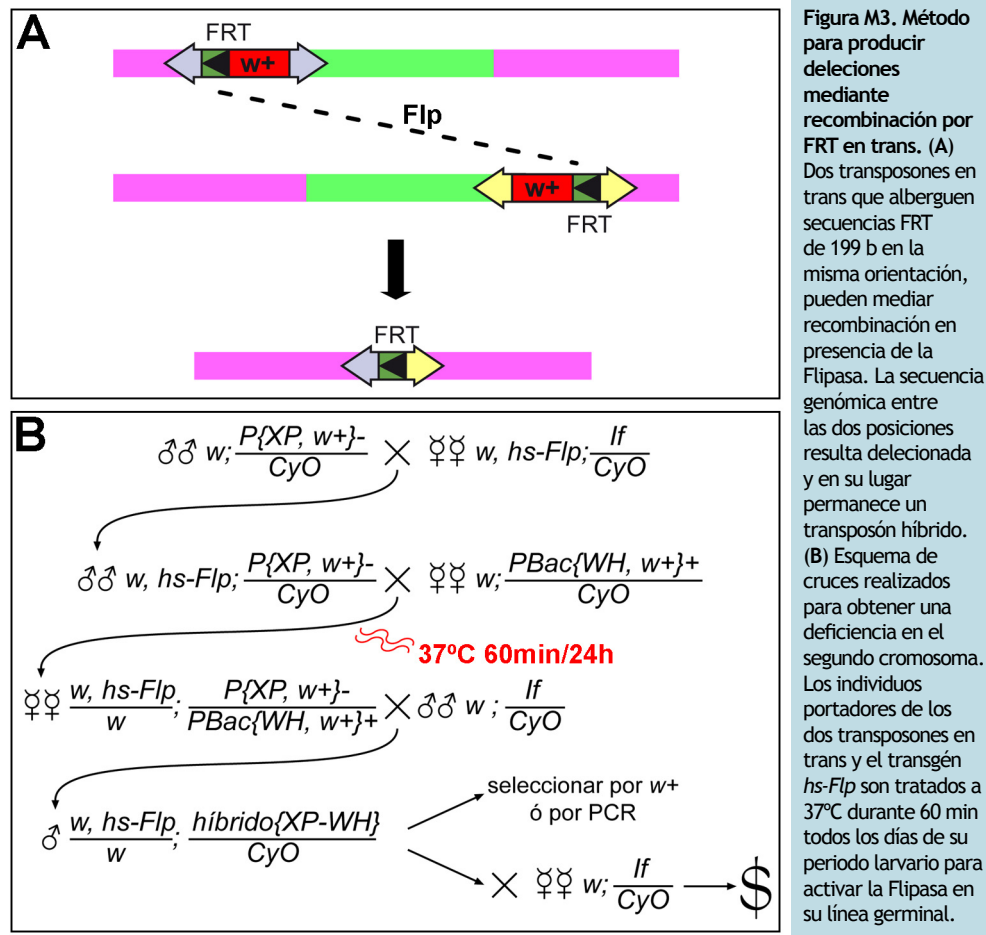 A
FRT
w+
Flp
w+
FRT
FRT
B
♂♂ w; P{XP, w+}-/CyO × ☿☿ w, hs-Flp; If/CyO
♂♂ w, hs-Flp; P{XP, w+}-/CyO × ☿☿ w; PBac{WH, w+}+/CyO
37ºC 60min/24h
☿☿ w, hs-Flp/w; P{XP, w+}-/PBac{WH, w+}+ × ♂♂ w ; If/CyO
♂ w, hs-Flp/w; híbrido{XP-WH}/CyO
seleccionar por w+
ó por PCR
× ☿☿ w; If/CyO → $
Figura M3. Método
para producir
deleciones
mediante
recombinación por
FRT en trans. (A)
Dos transposones en
trans que alberguen
secuencias FRT
de 199 b en la
misma orientación,
pueden mediar
recombinación en
presencia de la
Flipasa. La secuencia
genómica entre
las dos posiciones
resulta delecionada
y en su lugar
permanece un
transposón híbrido.
(B) Esquema de
cruces realizados
para obtener una
deficiencia en el
segundo cromosoma.
Los individuos
portadores de los
dos transposones en
trans y el transgén
hs-Flp son tratados a
37ºC durante 60 min
todos los días de su
periodo larvario para
activar la Flipasa en
su línea germinal.